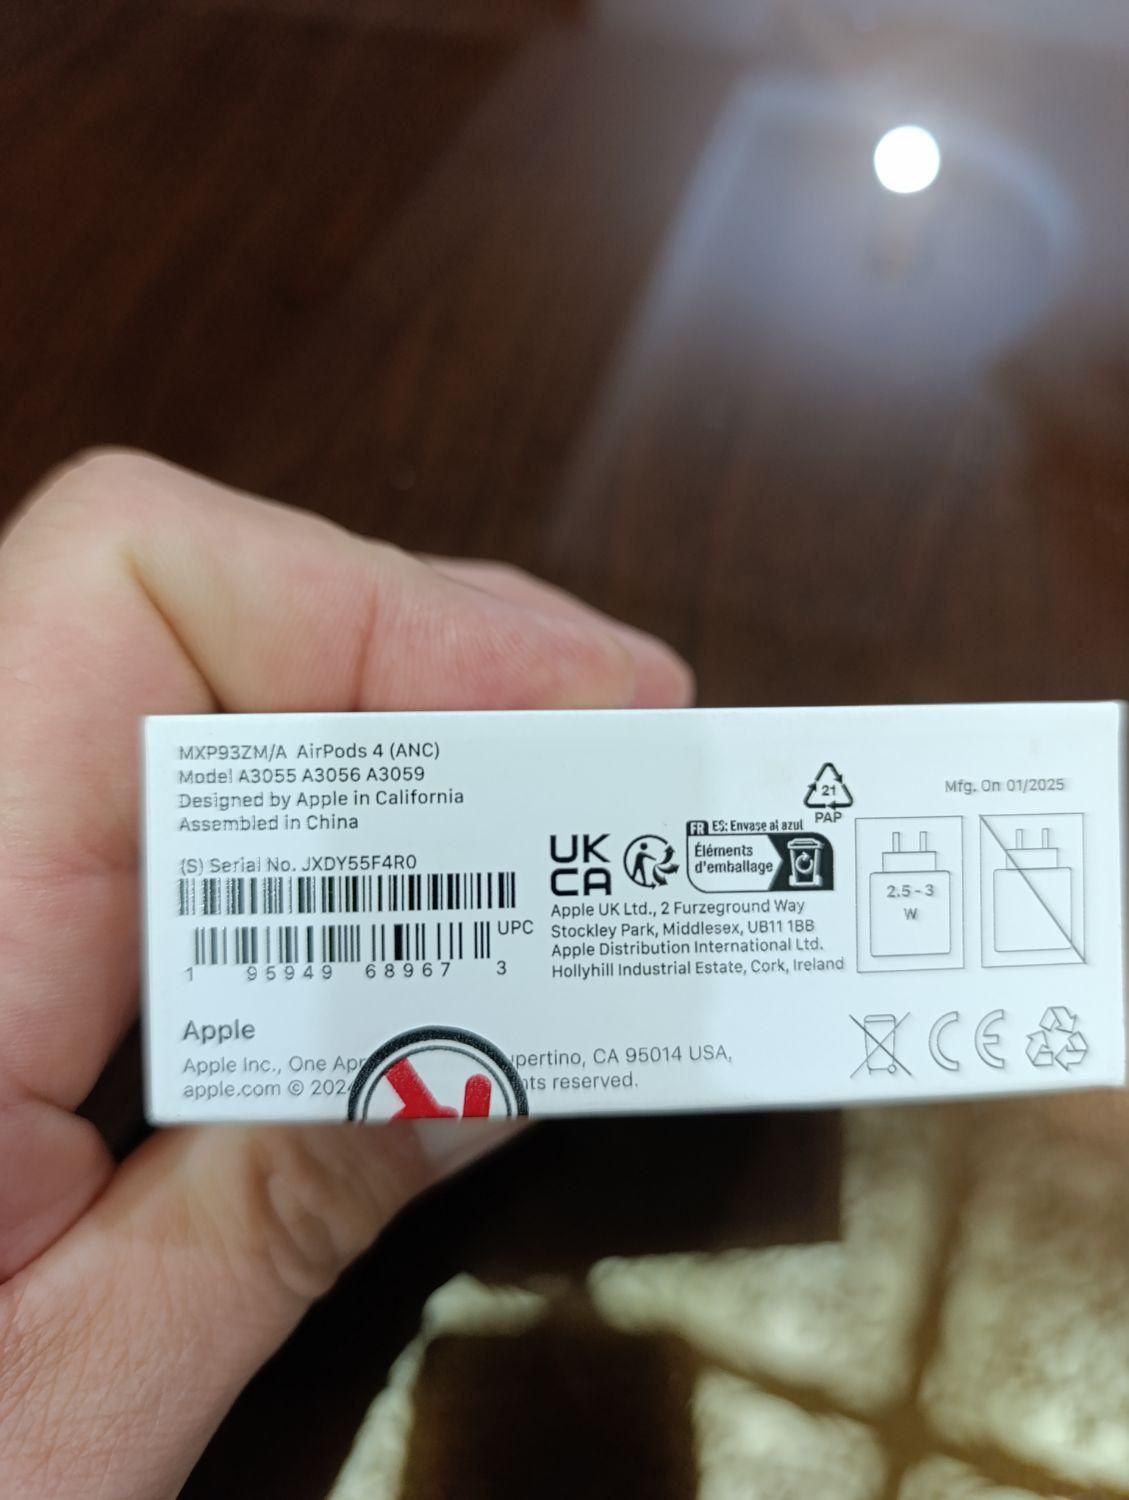 MXP93ZM/A AirPods 4 (ANC)
Model A3055 A3056 A3059
Designed by Apple in California
Assembled in China
(S) Serial No. JXDY55F4R0
UPC
1 95949 68967 3
Apple
Apple Inc., One App pertino, CA 95014 USA,
apple.com © 2024 nts reserved.
UK
CA
FR ES: Envase al azul
Éléments
d'emballage
Apple UK Ltd., 2 Furzeground Way
Stockley Park, Middlesex, UB11 1BB
Apple Distribution International Ltd.
Hollyhill Industrial Estate, Cork, Ireland
21
PAP
Mfg. On 01/2025
2.5 - 3
W
CE